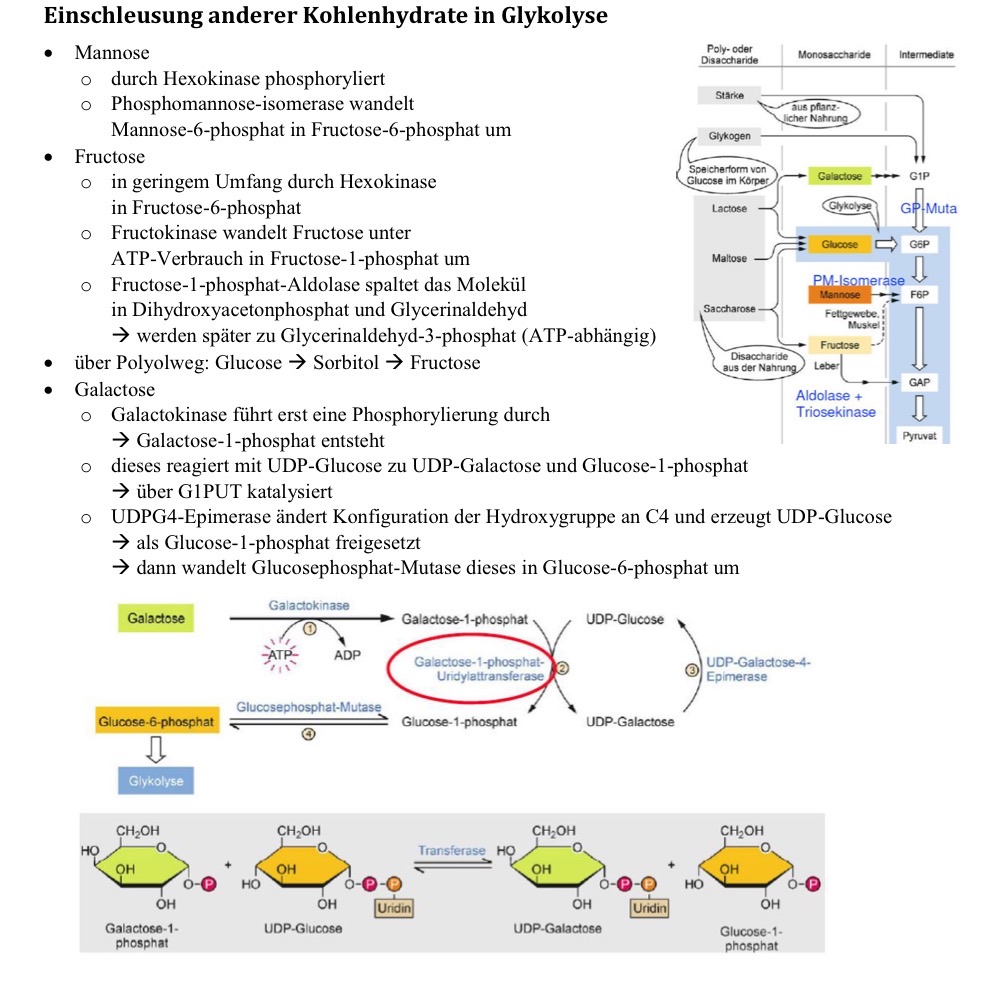 Einschleusung anderer Kohlenhydrate in Glykolyse
• Mannose
o durch Hexokinase phosphoryliert
o Phosphomannose-isomerase wandelt
Mannose-6-phosphat in Fructose-6-phosphat um
• Fructose
o in geringem Umfang durch Hexokinase
in Fructose-6-phosphat
o Fructokinase wandelt Fructose unter
ATP-Verbrauch in Fructose-1-phosphat um
o Fructose-1-phosphat-Aldolase spaltet das Molekül
in Dihydroxyacetonphosphat und Glycerinaldehyd
→ werden später zu Glycerinaldehyd-3-phosphat (ATP-abhängig)
• über Polyolweg: Glucose → Sorbitol → Fructose
• Galactose
o Galactokinase führt erst eine Phosphorylierung durch
→ Galactose-1-phosphat entsteht
o dieses reagiert mit UDP-Glucose zu UDP-Galactose und Glucose-1-phosphat
→ über G1PUT katalysiert
o UDPG4-Epimerase ändert Konfiguration der Hydroxygruppe an C4 und erzeugt UDP-Glucose
→ als Glucose-1-phosphat freigesetzt
→ dann wandelt Glucosephosphat-Mutase dieses in Glucose-6-phosphat um
Poly- oder
Disaccharide
Monosaccharide
Intermediate
Stärke
aus pflanz-
licher Nahrung
Glykogen
Speicherform von
Glucose im Körper
Galactose
G1P
Lactose
Glykolyse
GP-Muta
Glucose
G6P
Maltose
PM-Isomerase
Mannose
F6P
Saccharose
Fettgewebe,
Muskel
Fructose
Disaccharide
aus der Nahrung
Leber
GAP
Aldolase +
Triosekinase
Pyruvat
Galactose
Galactokinase
1
ATP
ADP
Galactose-1-phosphat
UDP-Glucose
Galactose-1-phosphat-
Uridylattransferase
2
3
UDP-Galactose-4-
Epimerase
Glucose-6-phosphat
Glucosephosphat-Mutase
4
Glucose-1-phosphat
UDP-Galactose
Glykolyse
CH₂OH
HO
O
OH
O-P
OH
Galactose-1-
phosphat
+
CH₂OH
O
OH
HO
O-P-P
OH
Uridin
UDP-Glucose
Transferase
CH₂OH
HO
O
OH
O-P-P
OH
Uridin
UDP-Galactose
+
CH₂OH
O
OH
HO
O-P
OH
Glucose-1-
phosphat